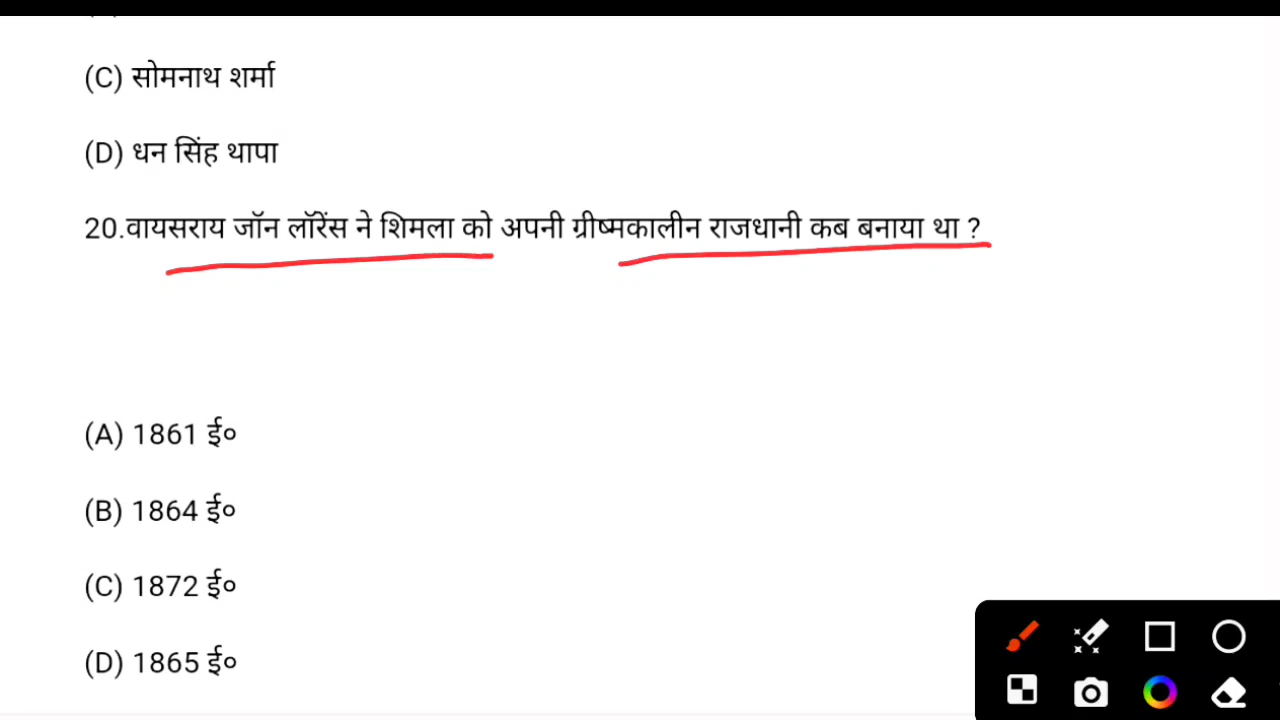 (C) सोमनाथ शर्मा
(D) धन सिंह थापा
20.वायसराय जॉन लॉरेंस ने शिमला को अपनी ग्रीष्मकालीन राजधानी कब बनाया था ?
(A) 1861 ई०
(B) 1864 ई०
(C) 1872 ई०
(D) 1865 ई०